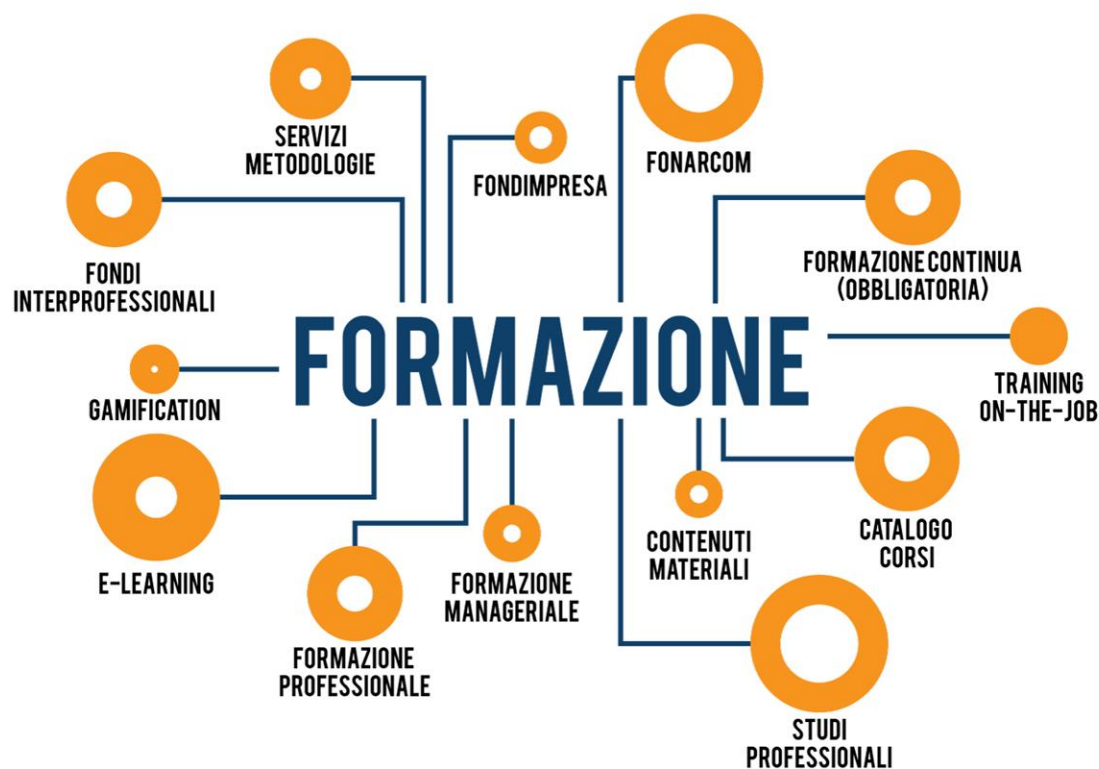 SERVIZI
METODOLOGIE
FONDIMPRESA
FONARCOM
FONDI
INTERPROFESSIONALI
FORMAZIONE CONTINUA
(OBBLIGATORIA)
FORMAZIONE
GAMIFICATION
TRAINING
ON-THE-JOB
E-LEARNING
FORMAZIONE
PROFESSIONALE
FORMAZIONE
MANAGERIALE
CONTENUTI
MATERIALI
CATALOGO
CORSI
STUDI
PROFESSIONALI